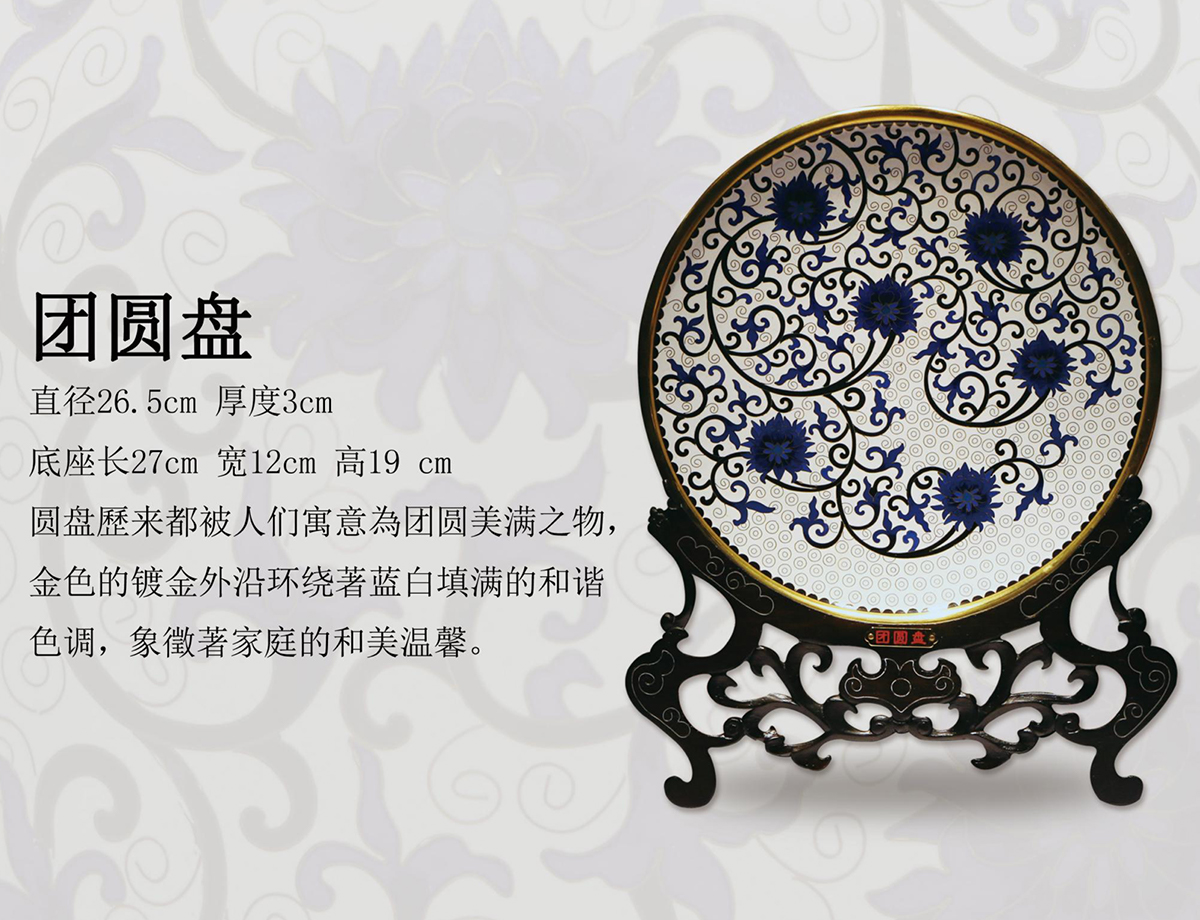 团圆盘
直径26.5cm 厚度3cm
底座长27cm 宽12cm 高19 cm
圆盘歷来都被人们寓意為团圆美满之物，
金色的镀金外沿环绕著蓝白填满的和谐
色调，象徵著家庭的和美温馨。
团圆盘